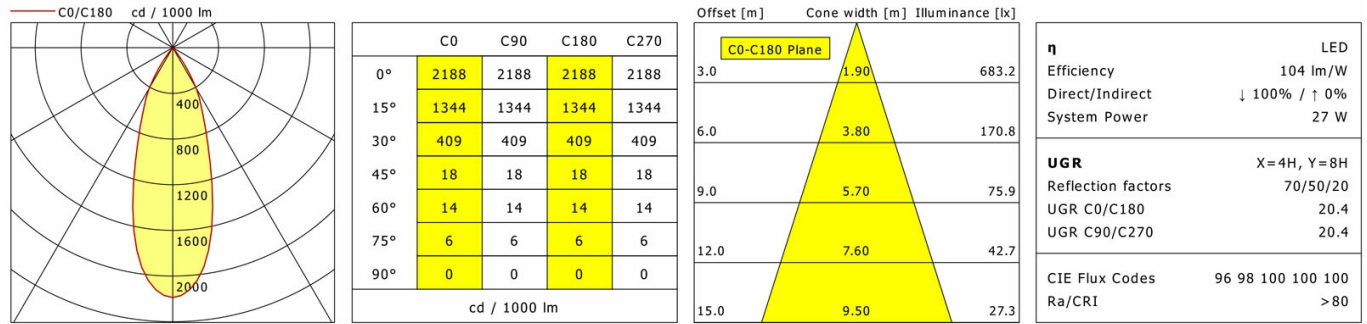 C0/C180 cd / 1000 lm
400
800
1200
1600
2000
C0 C90 C180 C270
0° 2188 2188 2188 2188
15° 1344 1344 1344 1344
30° 409 409 409 409
45° 18 18 18 18
60° 14 14 14 14
75° 6 6 6 6
90° 0 0 0 0
cd / 1000 lm
Offset [m] Cone width [m] Illuminance [lx]
C0-C180 Plane
3.0 1.90 683.2
6.0 3.80 170.8
9.0 5.70 75.9
12.0 7.60 42.7
15.0 9.50 27.3
η LED
Efficiency 104 lm/W
Direct/Indirect ↓ 100% / ↑ 0%
System Power 27 W
UGR X=4H, Y=8H
Reflection factors 70/50/20
UGR C0/C180 20.4
UGR C90/C270 20.4
CIE Flux Codes 96 98 100 100 100
Ra/CRI >80